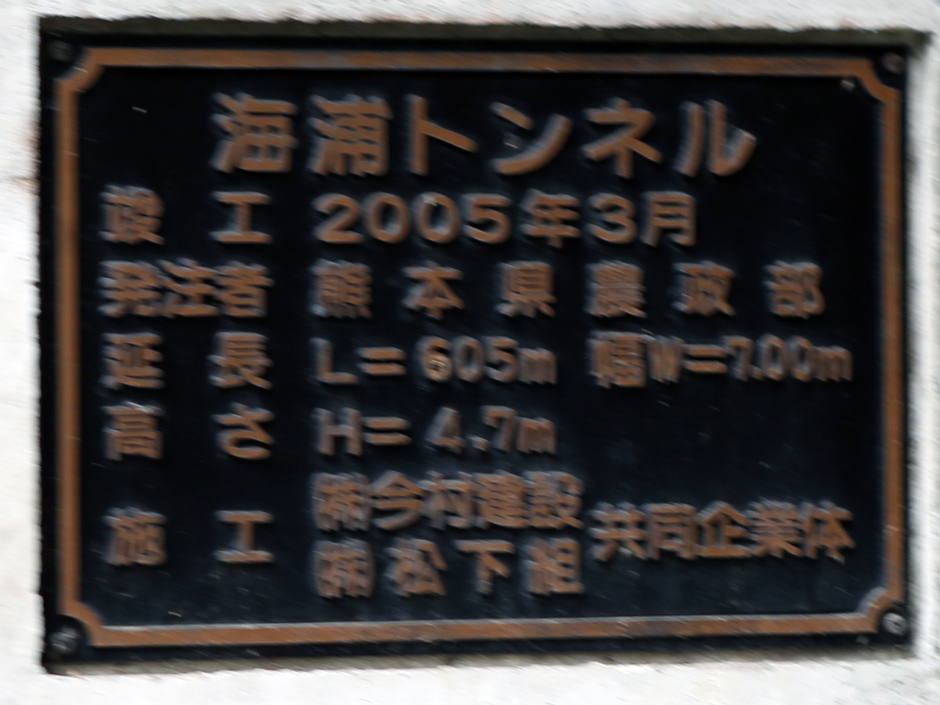 海浦トンネル
竣工 2005年3月
発注者 熊本県農政部
延長 L=605m 幅W=7.00m
高さ H=4.7m
施工 ㈱今村建設 ㈱松下組 共同企業体